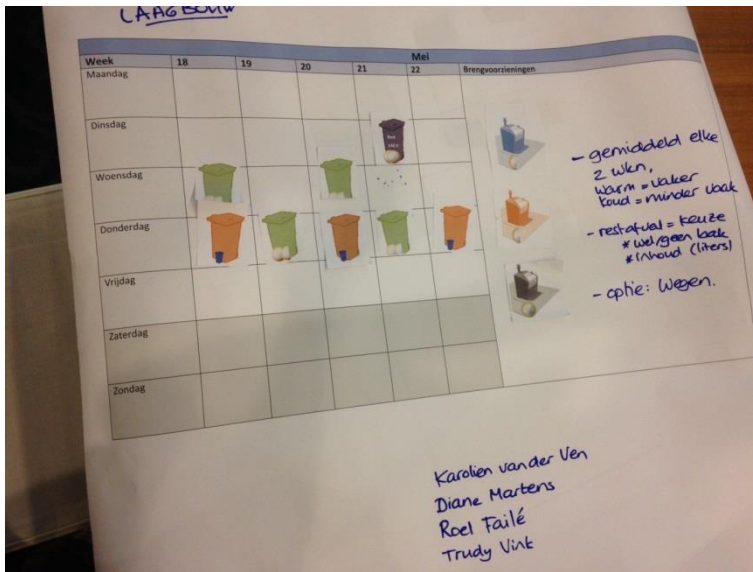 LAAGBOUW
Mei
Week 18 19 20 21 22 Brengvoorzieningen
Maandag
Dinsdag
Woensdag
Donderdag
Vrijdag
Zaterdag
Zondag
- gemiddeld elke
2 wkn,
warm = vaker
koud = minder vaak
- restafval = keuze
* wel/geen bak
* inhoud (liters)
- optie: wegen.
Karolien van der Ven
Diane Martens
Roel Failé
Trudy Vink